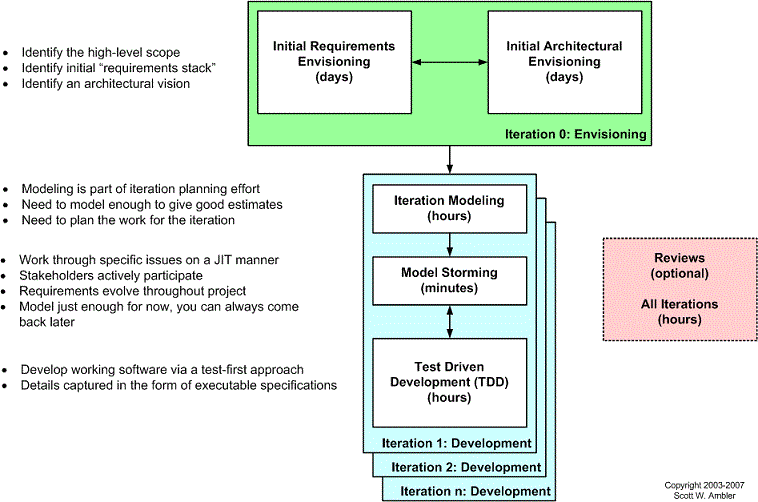 Initial Requirements
Envisioning
(days)
Initial Architectural
Envisioning
(days)
Iteration 0: Envisioning
• Identify the high-level scope
• Identify initial “requirements stack”
• Identify an architectural vision
• Modeling is part of iteration planning effort
• Need to model enough to give good estimates
• Need to plan the work for the iteration
Iteration Modeling
(hours)
• Work through specific issues on a JIT manner
• Stakeholders actively participate
• Requirements evolve throughout project
• Model just enough for now, you can always come
back later
Model Storming
(minutes)
Reviews
(optional)
All Iterations
(hours)
• Develop working software via a test-first approach
• Details captured in the form of executable specifications
Test Driven
Development (TDD)
(hours)
Iteration 1: Development
Iteration 2: Development
Iteration n: Development
Copyright 2003-2007
Scott W. Ambler